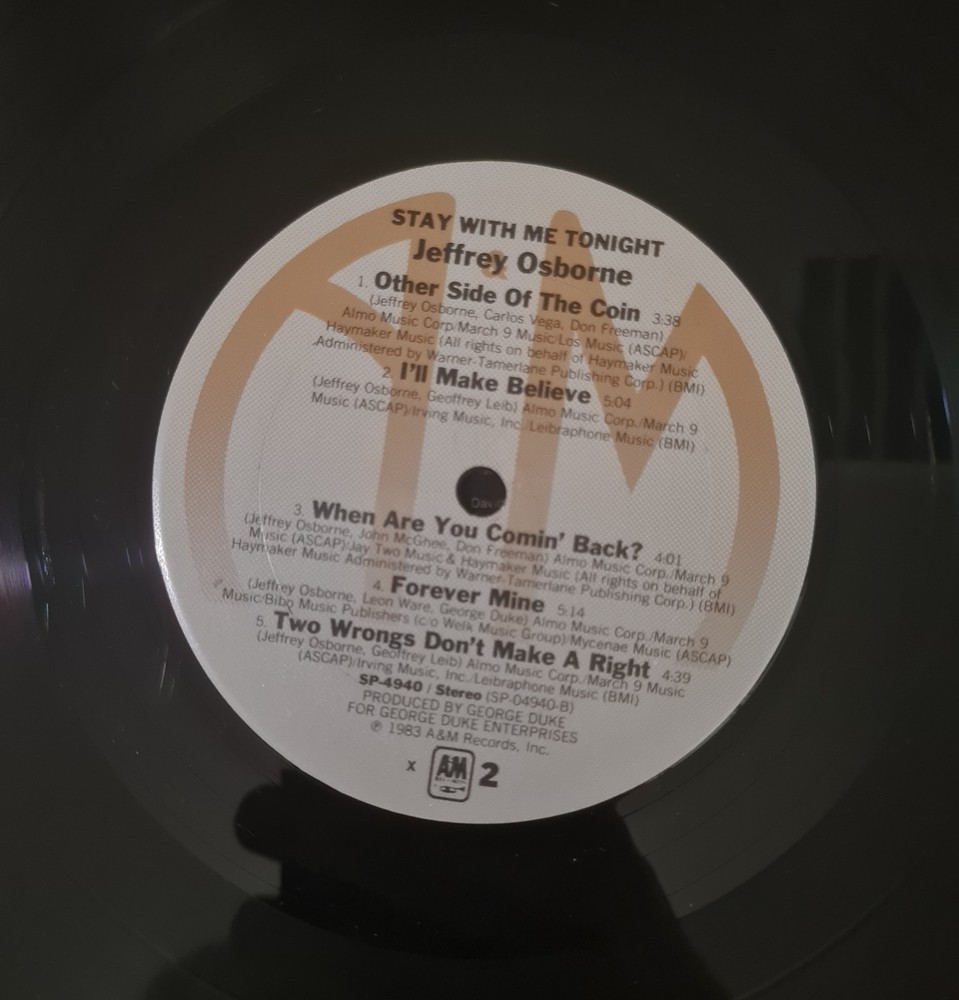 STAY WITH ME TONIGHT
Jeffrey Osborne
1. Other Side Of The Coin 3:38
(Jeffrey Osborne, Carlos Vega, Don Freeman)
Almo Music Corp/March 9 Music/Los Music (ASCAP)/
Haymaker Music (All rights on behalf of Haymaker Music
Administered by Warner-Tamerlane Publishing Corp.) (BMI)
2. I'll Make Believe 5:04
(Jeffrey Osborne, Geoffrey Leib) Almo Music Corp./March 9
Music (ASCAP)/Irving Music, Inc./Leibraphone Music (BMI)
3. When Are You Comin' Back? 4:01
(Jeffrey Osborne, John McGhee, Don Freeman) Almo Music Corp./March 9
Music (ASCAP)/Jay Two Music & Haymaker Music (All rights on behalf of
Haymaker Music Administered by Warner-Tamerlane Publishing Corp.) (BMI)
4. Forever Mine 5:14
(Jeffrey Osborne, Leon Ware, George Duke) Almo Music Corp./March 9
Music/Bibo Music Publishers (c/o Welk Music Group)/Mycenae Music (ASCAP)
5. Two Wrongs Don't Make A Right 4:39
(Jeffrey Osborne, Geoffrey Leib) Almo Music Corp./March 9 Music
(ASCAP)/Irving Music, Inc./Leibraphone Music (BMI)
SP-4940 / Stereo (SP-04940-B)
PRODUCED BY GEORGE DUKE
FOR GEORGE DUKE ENTERPRISES
℗ 1983 A&M Records, Inc.
x A&M 2